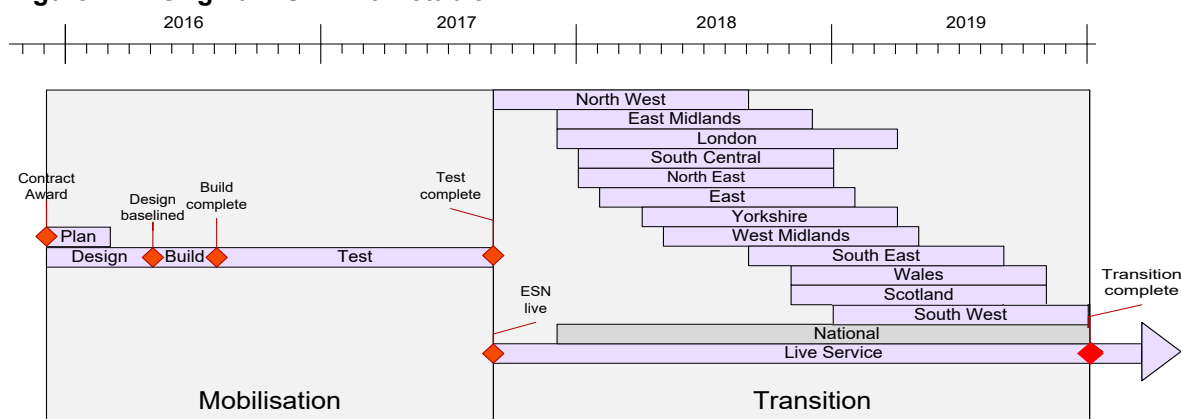 2016 2017 2018 2019
North West
East Midlands
London
South Central
North East
East
Yorkshire
West Midlands
South East
Wales
Scotland
South West
National
Live Service
Contract
Award
Design
baselined
Build
complete
Test
complete
Plan
Design Build Test
ESN
live
Transition
complete
Mobilisation Transition